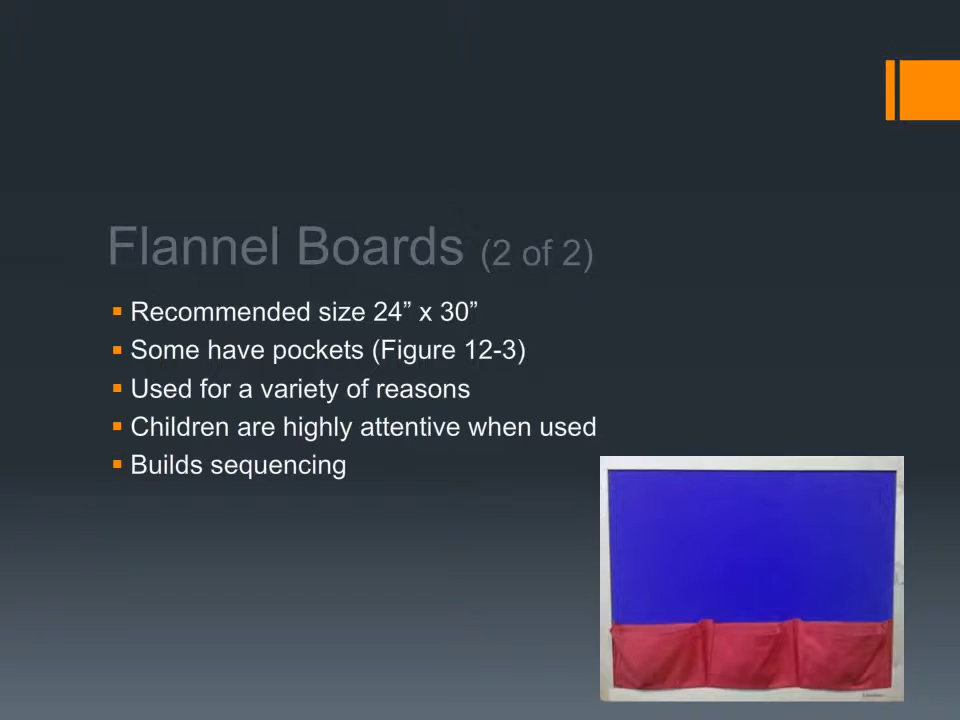 Flannel Boards (2 of 2)
Recommended size 24” x 30”
Some have pockets (Figure 12-3)
Used for a variety of reasons
Children are highly attentive when used
Builds sequencing